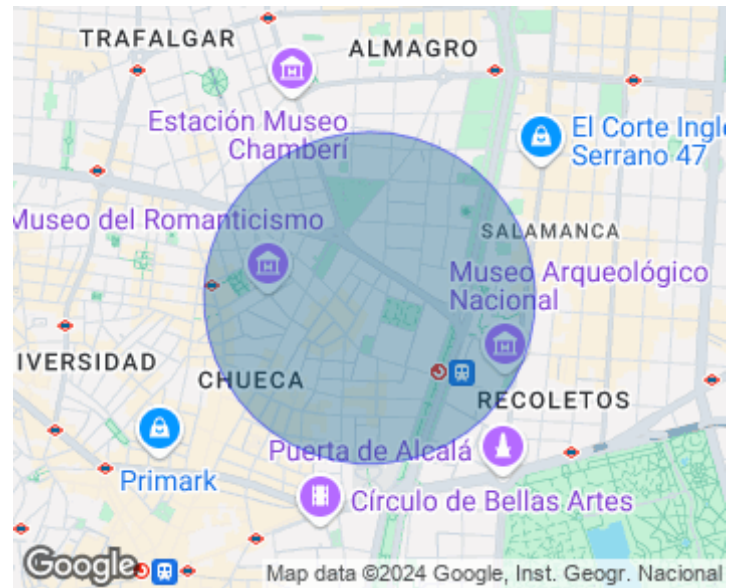 TRAFALGAR
ALMAGRO
Estación Museo
Chamberí
El Corte Ingl
Serrano 47
Museo del Romanticismo
SALAMANCA
Museo Arqueológico
Nacional
IVERSIDAD
CHUECA
RECOLETOS
Puerta de Alcalá
Primark
Círculo de Bellas Artes
Google
Map data ©2024 Google, Inst. Geogr. Nacional